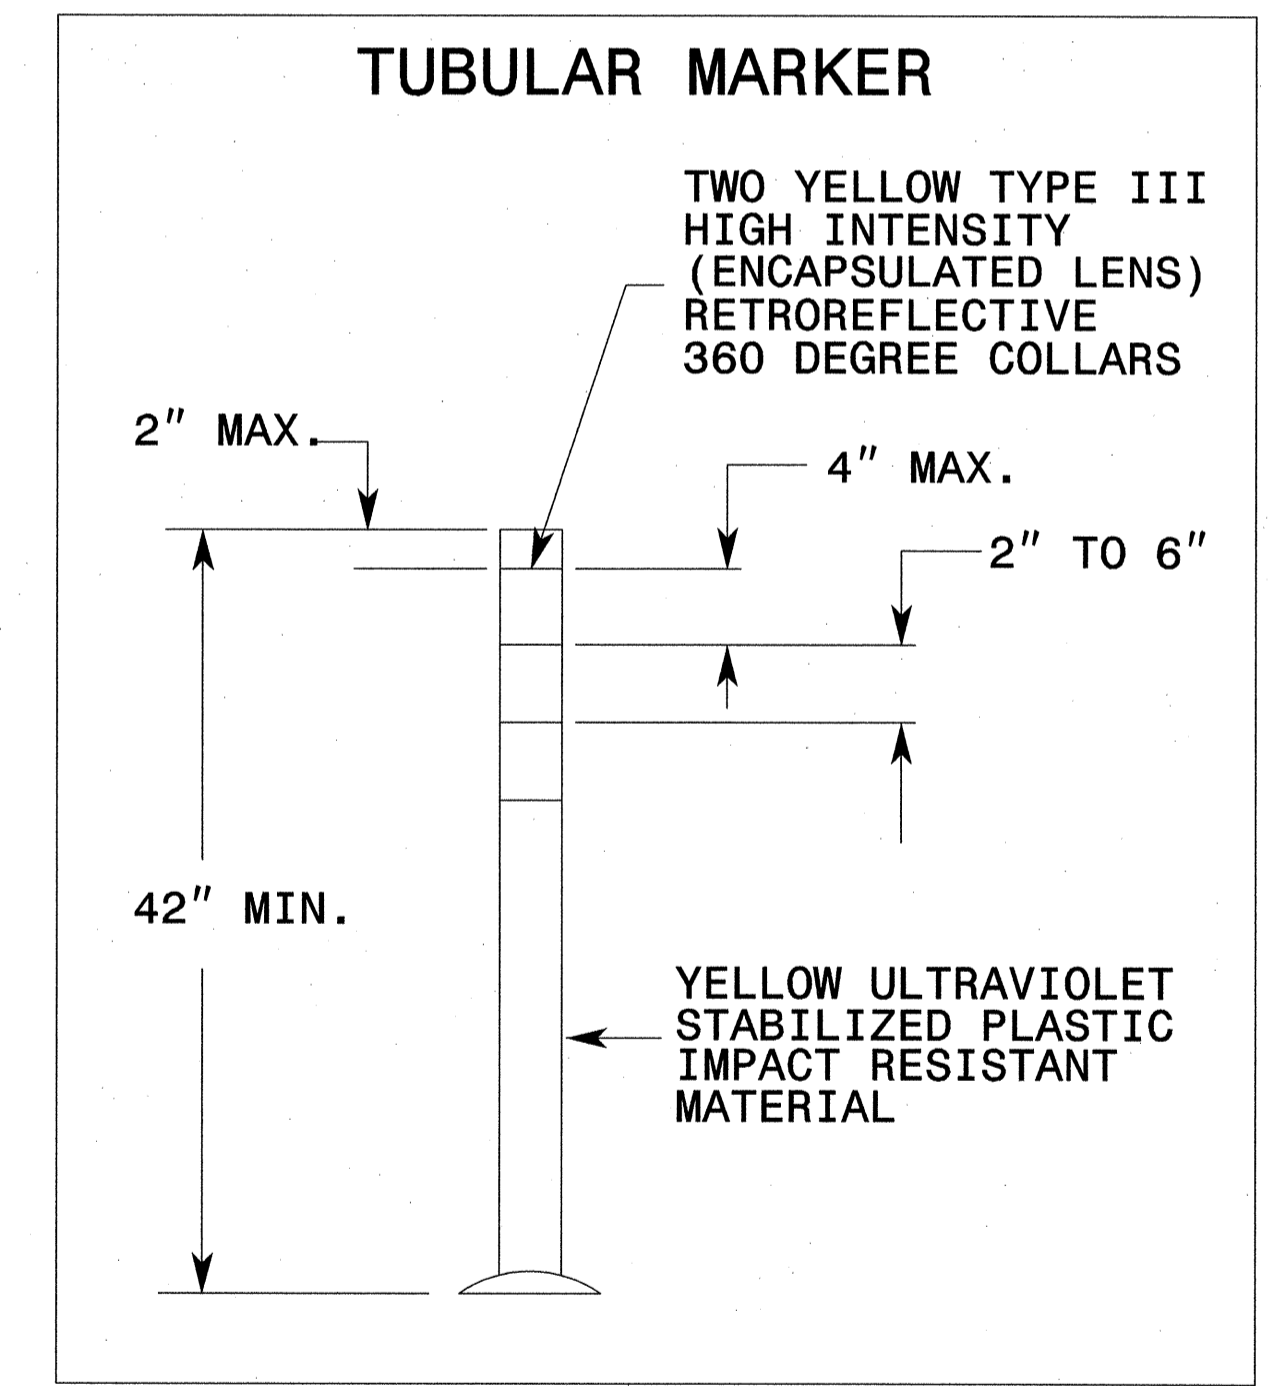 TUBULAR MARKER
TWO YELLOW TYPE III
HIGH INTENSITY
(ENCAPSULATED LENS)
RETROREFLECTIVE
360 DEGREE COLLARS
2" MAX.
4" MAX.
2" TO 6"
42" MIN.
YELLOW ULTRAVIOLET
STABILIZED PLASTIC
IMPACT RESISTANT
MATERIAL